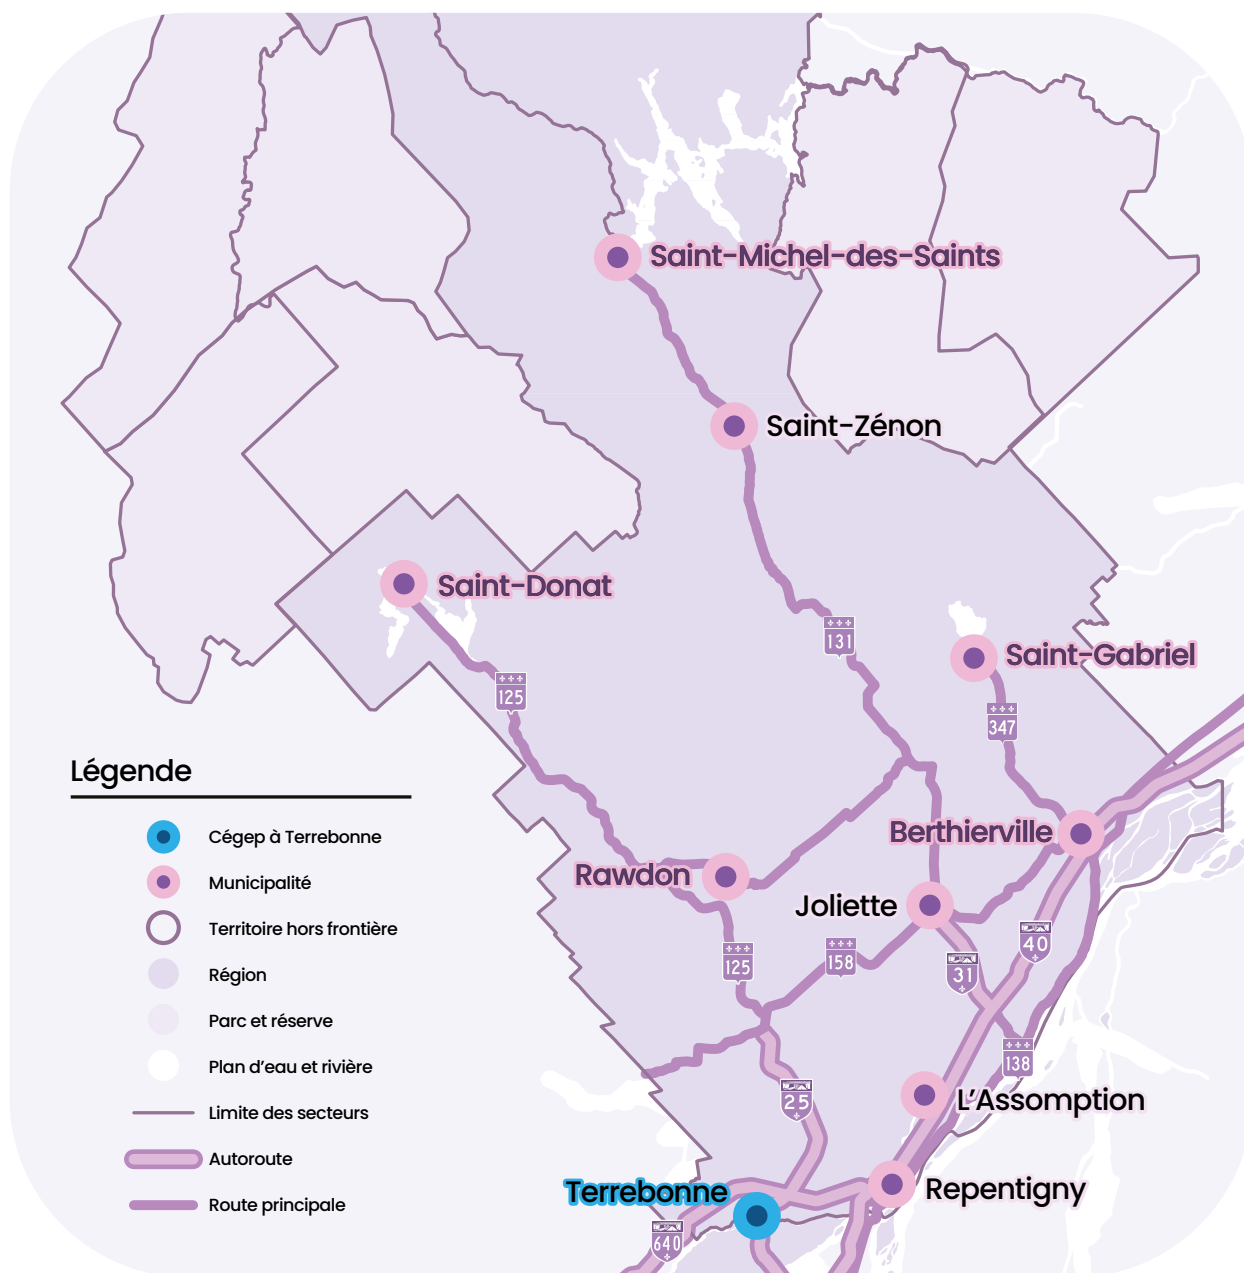 Saint-Michel-des-Saints
Saint-Zénon
Saint-Donat
131
Saint-Gabriel
125
347
Légende
Cégep à Terrebonne
Municipalité
Territoire hors frontière
Région
Parc et réserve
Plan d'eau et rivière
Limite des secteurs
Autoroute
Route principale
Berthierville
Rawdon
Joliette
40
125
158
31
138
25
L'Assomption
Terrebonne
Repentigny
640